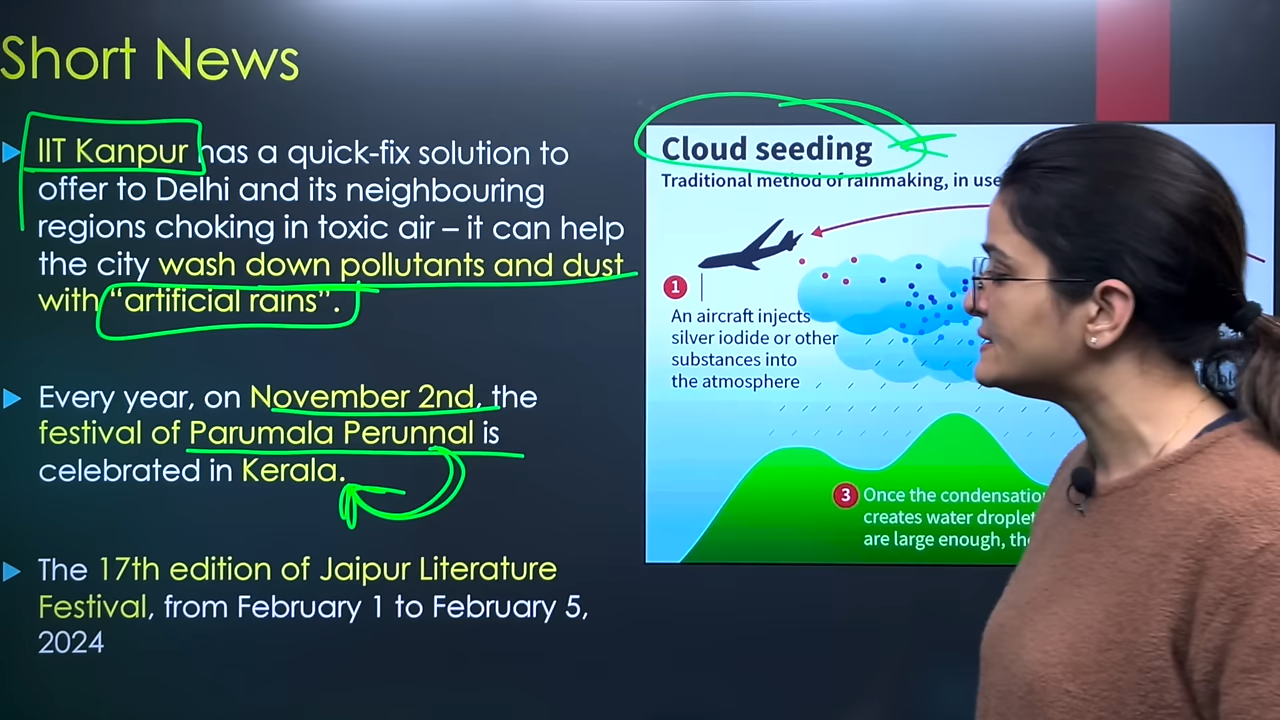 Short News
IIT Kanpur has a quick-fix solution to
offer to Delhi and its neighbouring
regions choking in toxic air – it can help
the city wash down pollutants and dust
with “artificial rains”.
Every year, on November 2nd, the
festival of Parumala Perunnal is
celebrated in Kerala.
The 17th edition of Jaipur Literature
Festival, from February 1 to February 5,
2024
Cloud seeding
Traditional method of rainmaking, in use
1
An aircraft injects
silver iodide or other
substances into
the atmosphere
3 Once the condensatio
creates water droplet
are large enough, the